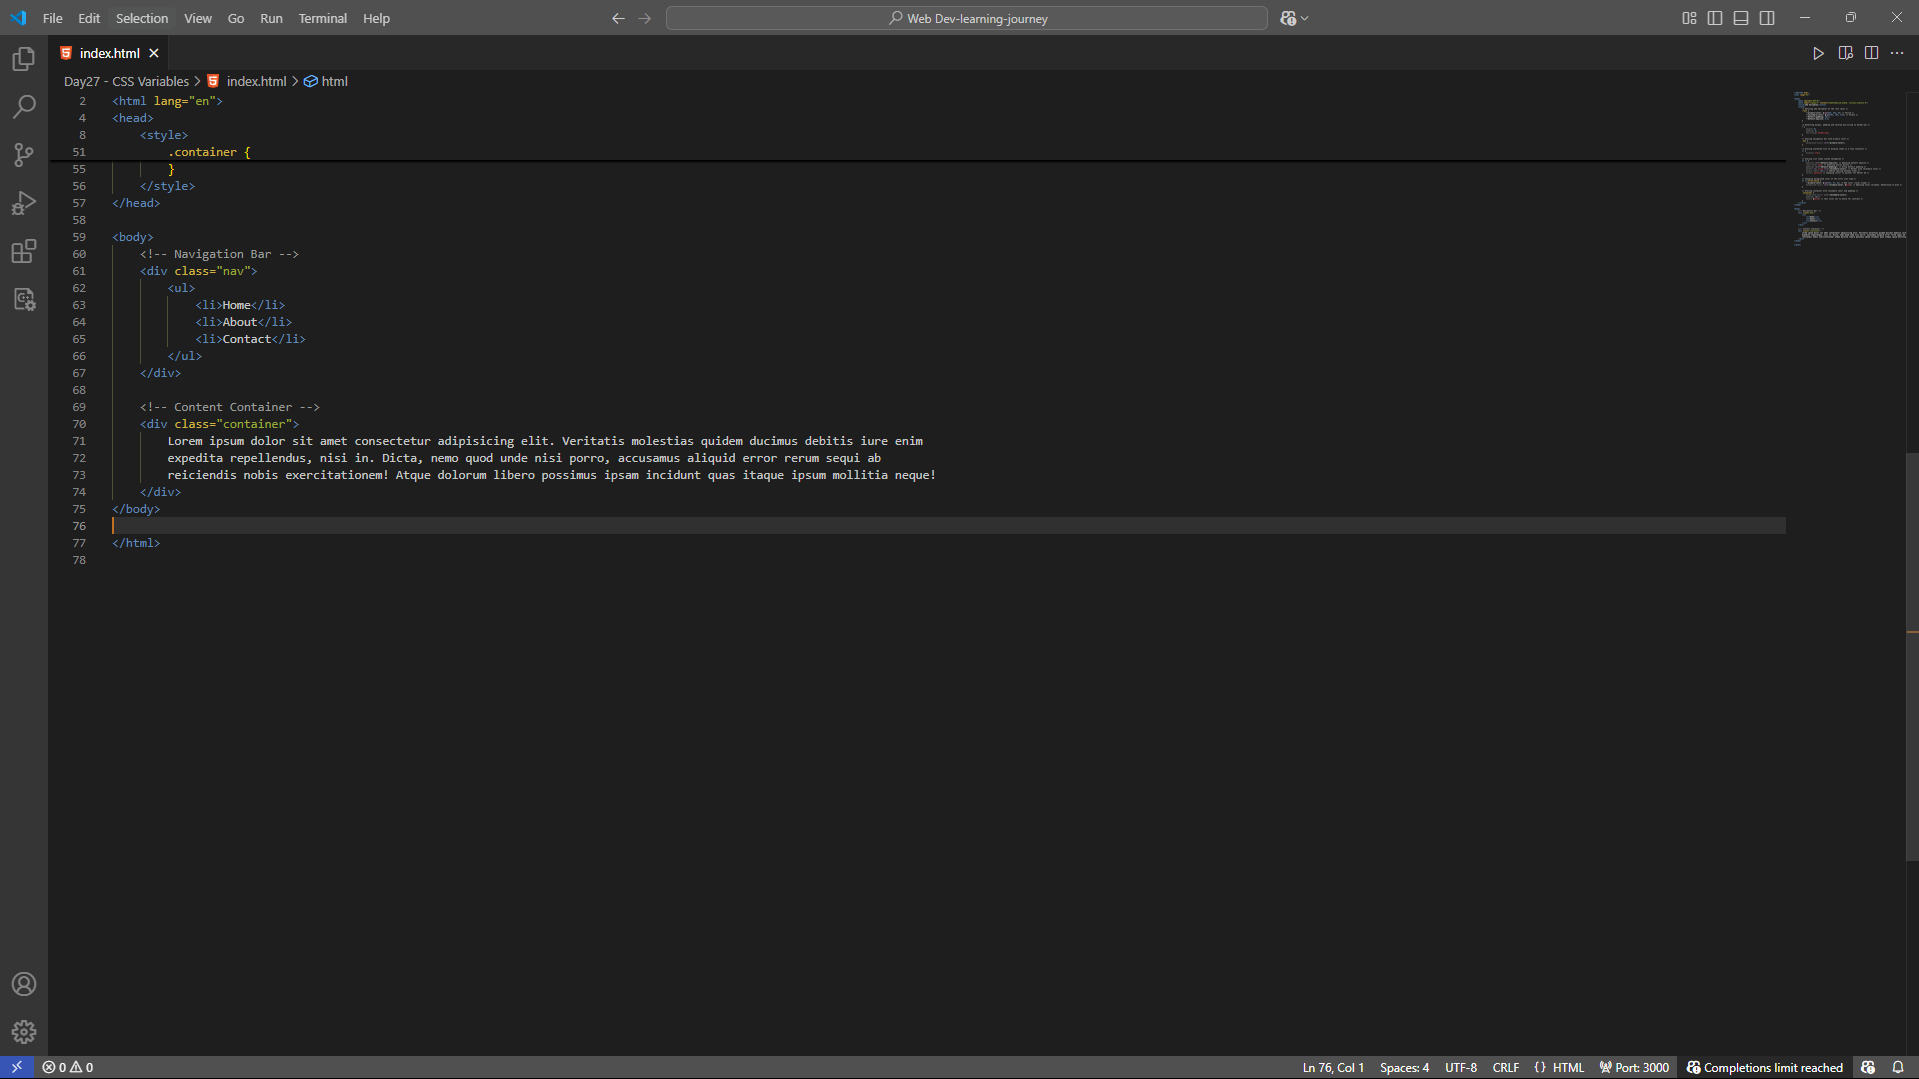 File Edit Selection View Go Run Terminal Help
Web Dev-learning-journey
index.html
Day27 - CSS Variables > index.html > html
2 <html lang="en">
4 <head>
8 <style>
51 .container {
55 }
56 </style>
57 </head>
58
59 <body>
60 <!-- Navigation Bar -->
61 <div class="nav">
62 <ul>
63 <li>Home</li>
64 <li>About</li>
65 <li>Contact</li>
66 </ul>
67 </div>
68
69 <!-- Content Container -->
70 <div class="container">
71 Lorem ipsum dolor sit amet consectetur adipisicing elit. Veritatis molestias quidem ducimus debitis iure enim
72 expedita repellendus, nisi in. Dicta, nemo quod unde nisi porro, accusamus aliquid error rerum sequi ab
73 reiciendis nobis exercitationem! Atque dolorum libero possimus ipsam incidunt quas itaque ipsum mollitia neque!
74 </div>
75 </body>
76
77 </html>
78
0 0 Ln 76, Col 1 Spaces: 4 UTF-8 CRLF {} HTML Port: 3000 Completions limit reached